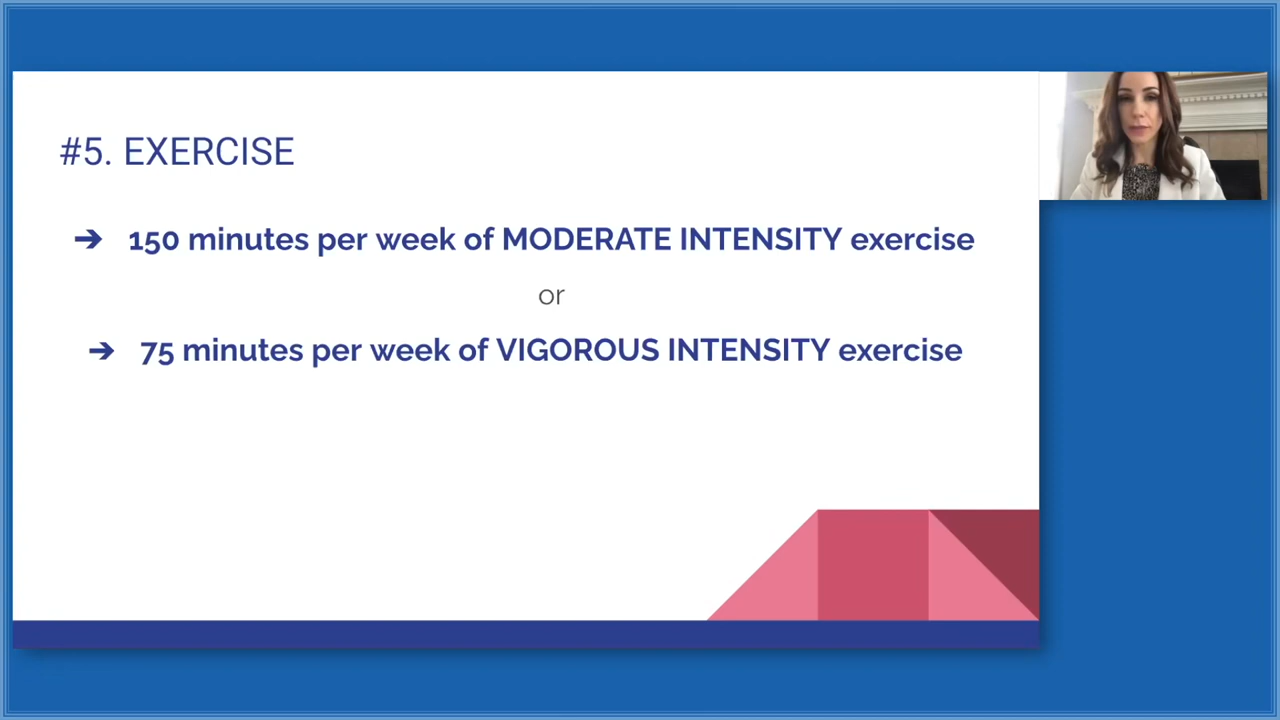 #5. EXERCISE
➔ 150 minutes per week of MODERATE INTENSITY exercise
or
➔ 75 minutes per week of VIGOROUS INTENSITY exercise